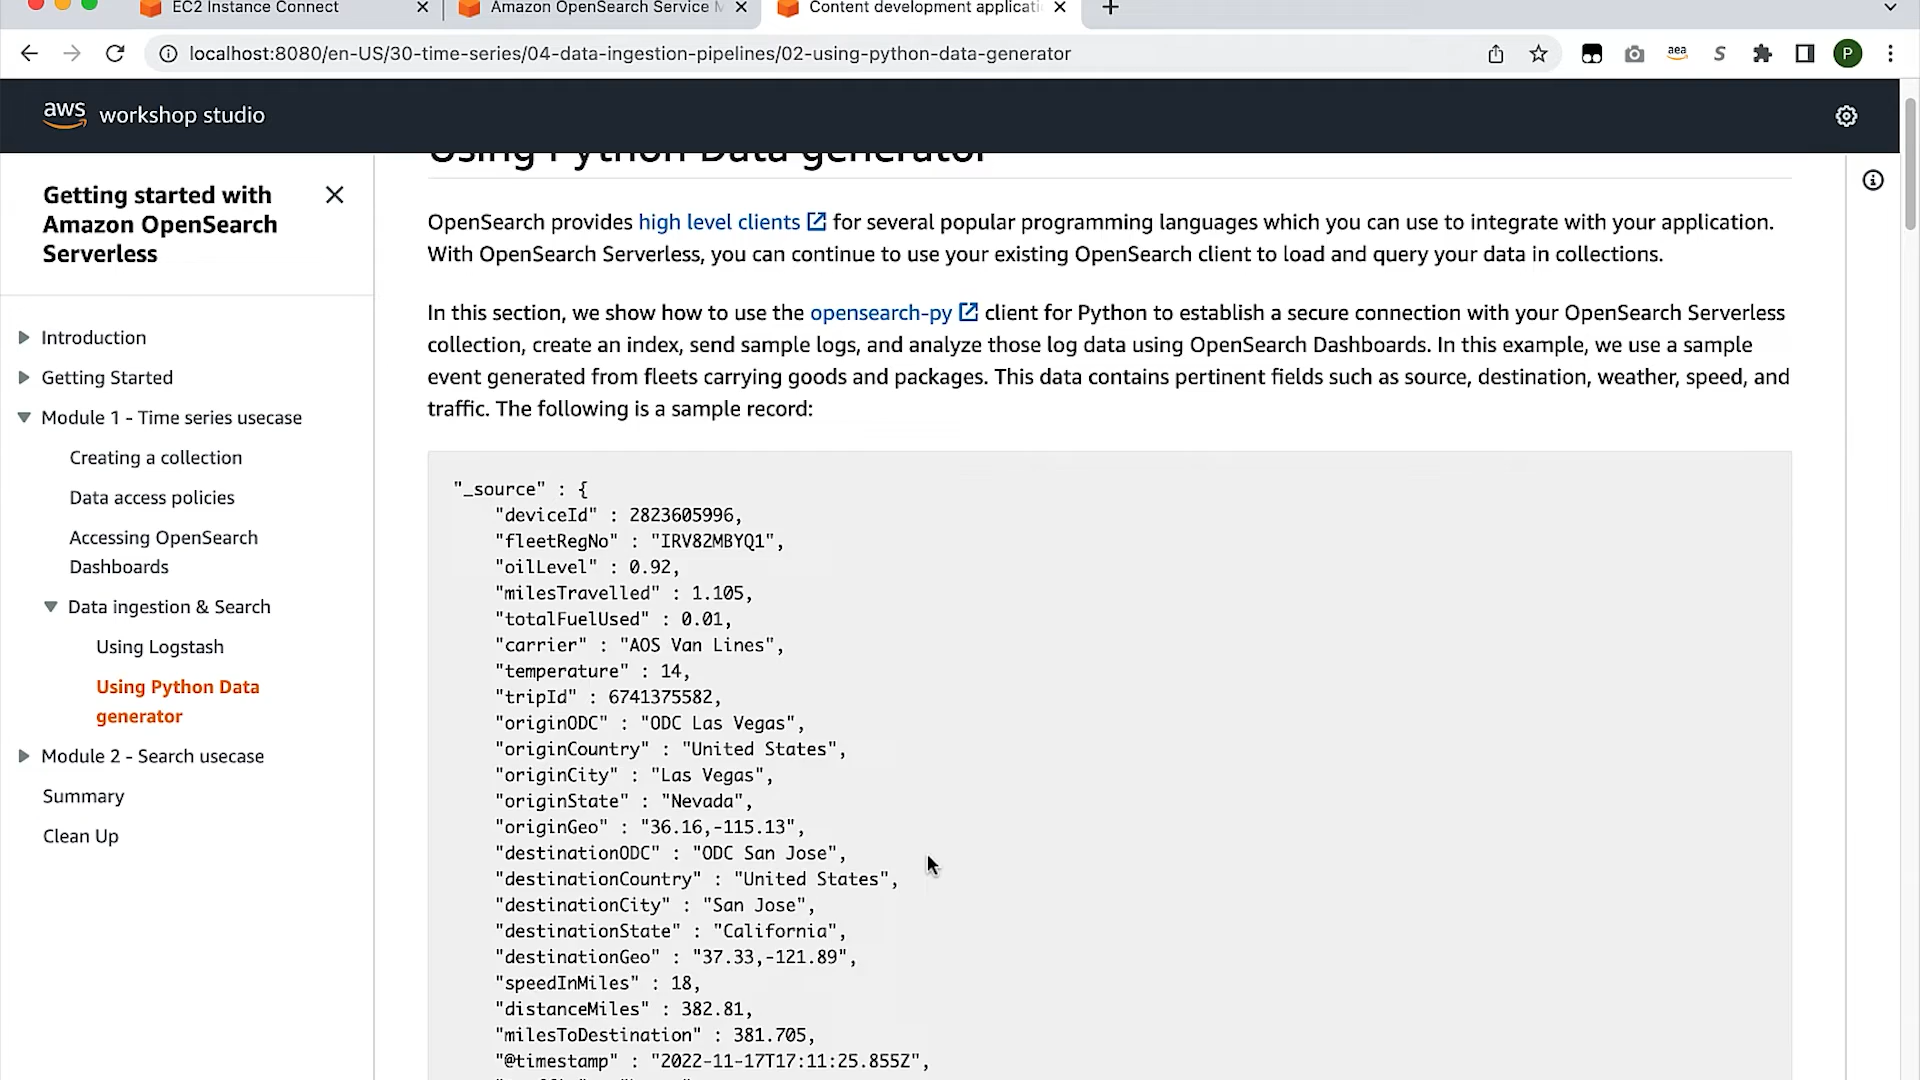 EC2 Instance Connect
Amazon OpenSearch Service M
Content development applicati
localhost:8080/en-US/30-time-series/04-data-ingestion-pipelines/02-using-python-data-generator
aea
S
P
aws workshop studio
Getting started with
Amazon OpenSearch
Serverless
Introduction
Getting Started
Module 1 - Time series usecase
Creating a collection
Data access policies
Accessing OpenSearch
Dashboards
Data ingestion & Search
Using Logstash
Using Python Data
generator
Module 2 - Search usecase
Summary
Clean Up
Using Python Data generator
OpenSearch provides high level clients for several popular programming languages which you can use to integrate with your application.
With OpenSearch Serverless, you can continue to use your existing OpenSearch client to load and query your data in collections.
In this section, we show how to use the opensearch-py client for Python to establish a secure connection with your OpenSearch Serverless
collection, create an index, send sample logs, and analyze those log data using OpenSearch Dashboards. In this example, we use a sample
event generated from fleets carrying goods and packages. This data contains pertinent fields such as source, destination, weather, speed, and
traffic. The following is a sample record:
"_source" : {
"deviceId" : 2823605996,
"fleetRegNo" : "IRV82MBYQ1",
"oilLevel" : 0.92,
"milesTravelled" : 1.105,
"totalFuelUsed" : 0.01,
"carrier" : "AOS Van Lines",
"temperature" : 14,
"tripId" : 6741375582,
"originODC" : "ODC Las Vegas",
"originCountry" : "United States",
"originCity" : "Las Vegas",
"originState" : "Nevada",
"originGeo" : "36.16,-115.13",
"destinationODC" : "ODC San Jose",
"destinationCountry" : "United States",
"destinationCity" : "San Jose",
"destinationState" : "California",
"destinationGeo" : "37.33,-121.89",
"speedInMiles" : 18,
"distanceMiles" : 382.81,
"milesToDestination" : 381.705,
"@timestamp" : "2022-11-17T17:11:25.855Z",